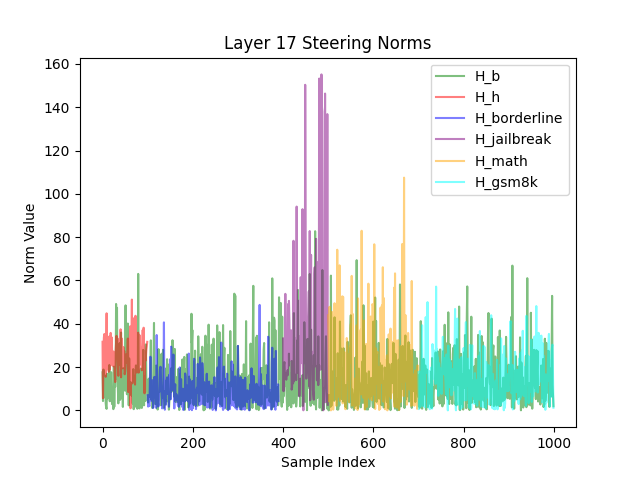 Layer 17 Steering Norms
H_b
H_h
H_borderline
H_jailbreak
H_math
H_gsm8k
160
140
120
100
80
60
40
20
0
Norm Value
0 200 400 600 800 1000
Sample Index